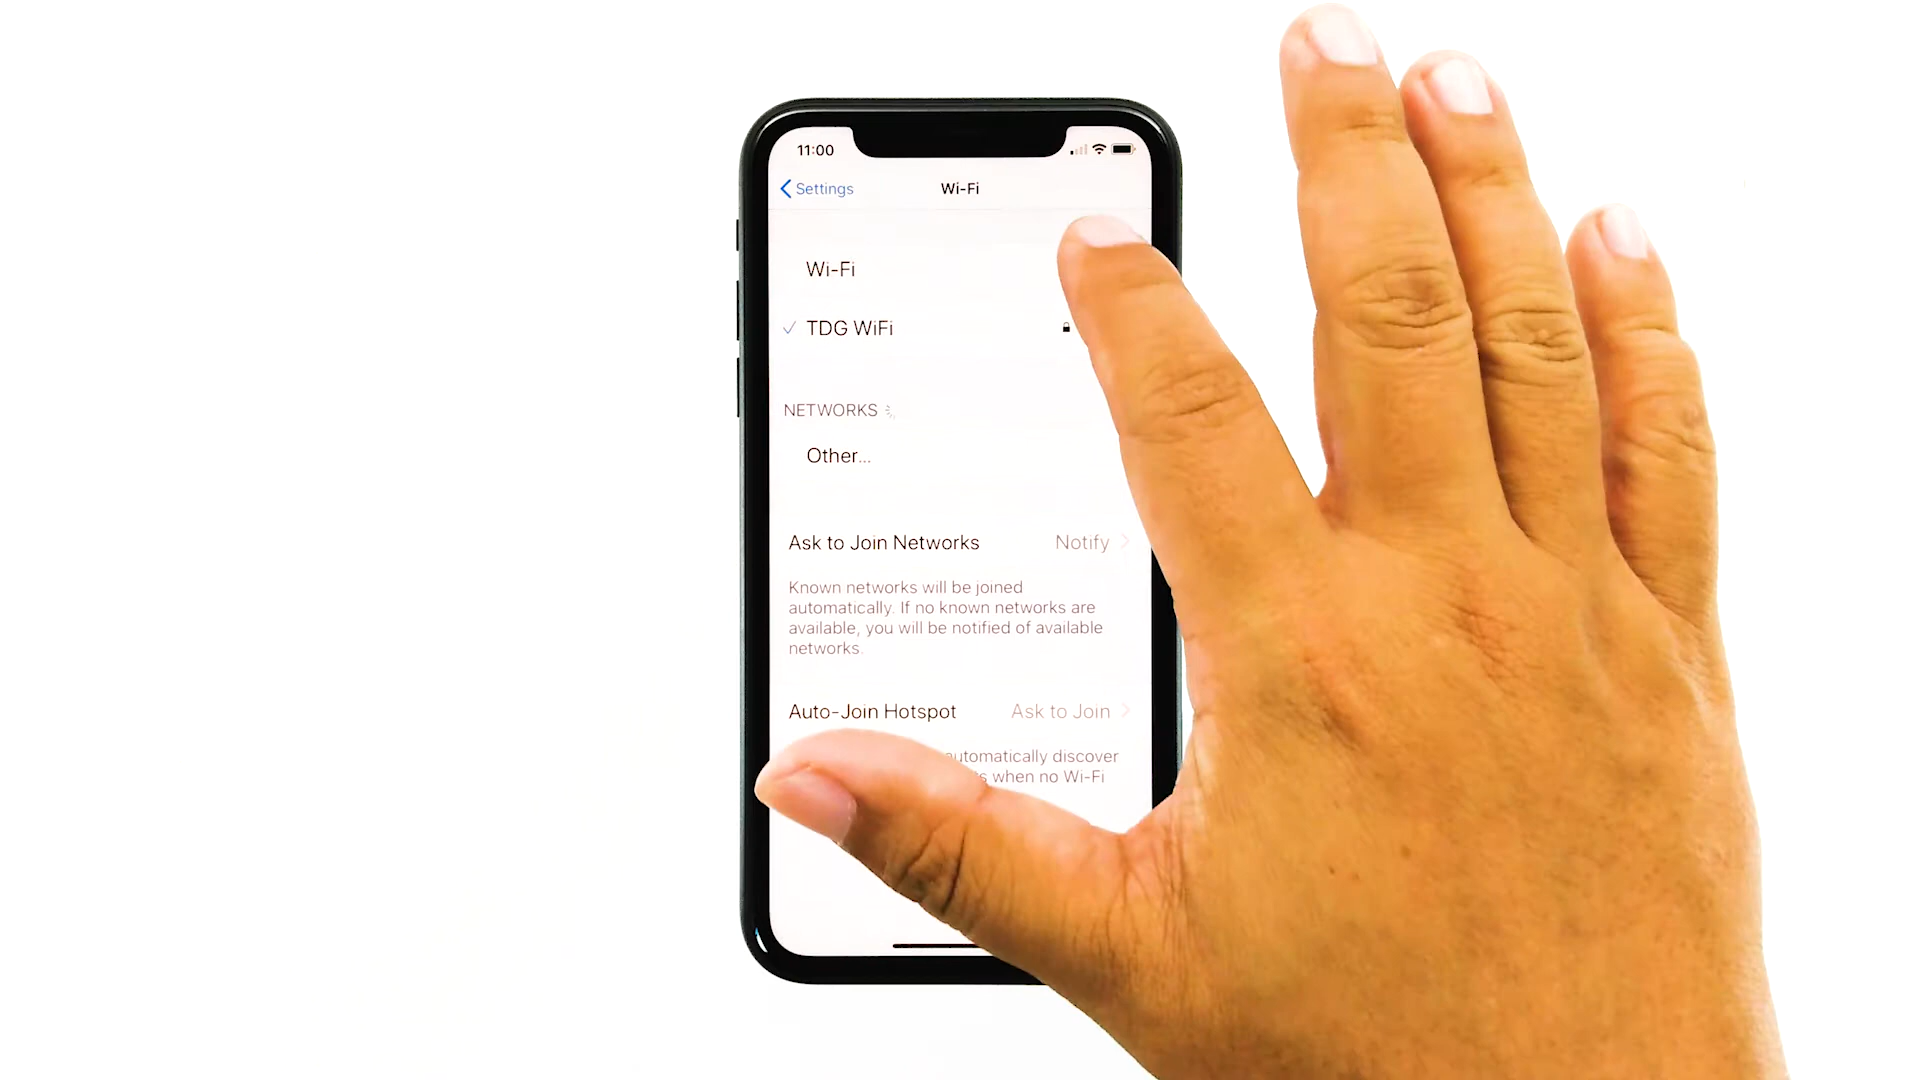 11:00
Settings
Wi-Fi
Wi-Fi
TDG WiFi
NETWORKS
Other...
Ask to Join Networks
Notify
Known networks will be joined
automatically. If no known networks are
available, you will be notified of available
networks.
Auto-Join Hotspot
Ask to Join
automatically discover
when no Wi-Fi